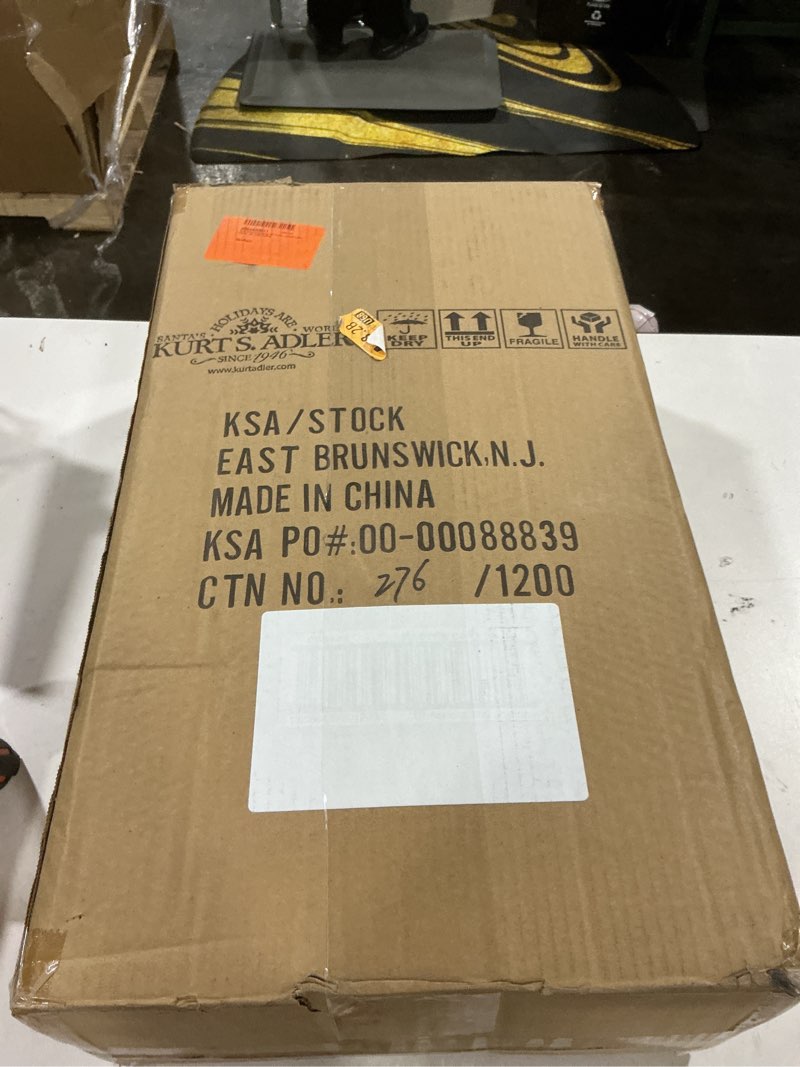 HOLIDAYS ARE
SANTA'S WORL
KURT S. ADLER
SINCE 1946
www.kurtadler.com
KEEP DRY
THIS END UP
FRAGILE
HANDLE WITH CARE
KSA/STOCK
EAST BRUNSWICK, N.J.
MADE IN CHINA
KSA PO#:00-00088839
CTN NO.: 276 /1200